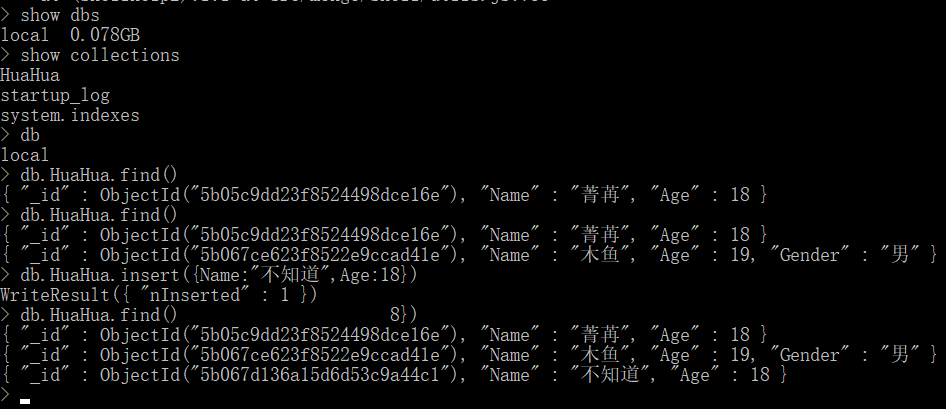 > show dbs
local  0.078GB
> show collections
HuaHua
startup_log
system.indexes
> db
local
> db.HuaHua.find()
{ "_id" : ObjectId("5b05c9dd23f8524498dce16e"), "Name" : "菁苒", "Age" : 18 }
> db.HuaHua.find()
{ "_id" : ObjectId("5b05c9dd23f8524498dce16e"), "Name" : "菁苒", "Age" : 18 }
{ "_id" : ObjectId("5b067ce623f8522e9ccad41e"), "Name" : "木鱼", "Age" : 19, "Gender" : "男" }
> db.HuaHua.insert({Name:"不知道",Age:18})
WriteResult({ "nInserted" : 1 })
> db.HuaHua.find()                     8})
{ "_id" : ObjectId("5b05c9dd23f8524498dce16e"), "Name" : "菁苒", "Age" : 18 }
{ "_id" : ObjectId("5b067ce623f8522e9ccad41e"), "Name" : "木鱼", "Age" : 19, "Gender" : "男" }
{ "_id" : ObjectId("5b067d136a15d6d53c9a44c1"), "Name" : "不知道", "Age" : 18 }
>